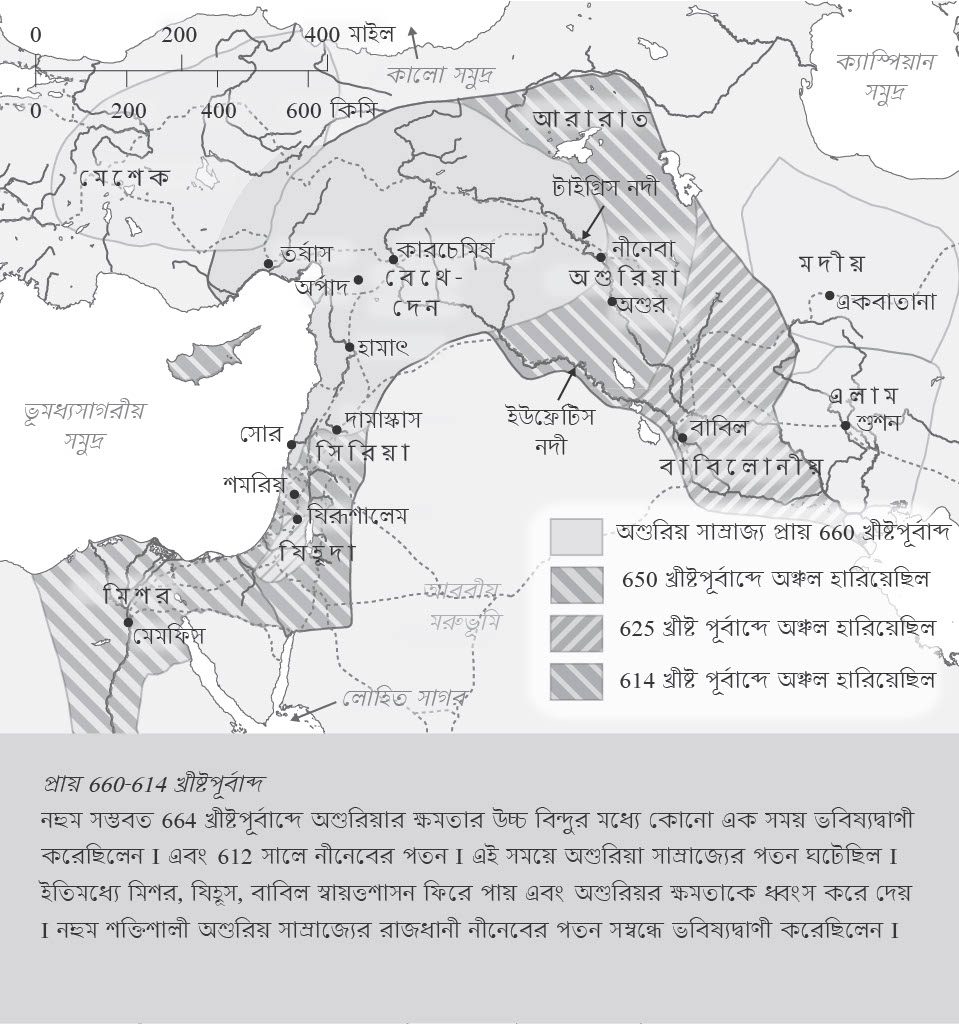 0 200 400 মাইল
0 200 400 600 কিমি
কালো সমুদ্র
ক্যাস্পিয়ান
সমুদ্র
আরারাত
মেশেক
টাইগ্রিস নদী
তর্যাস
কারচেমিষ
নীনেবা
অপাদ
বেথে-
দেন
অশুরিয়া
অশুর
মদীয়
একবাতানা
হামাৎ
এলাম
শুশন
ভূমধ্যসাগরীয়
সমুদ্র
ইউফ্রেটিস
নদী
দামাস্কাস
সোর
সিরিয়া
বাবিল
বাবিলোনীয়
শমরিয়
যিরূশালেম
যিহূদা
মিশর
মেমফিস
আরবীয়
মরুভূমি
লোহিত সাগর
অশুরিয় সাম্রাজ্য প্রায় 660 খ্রীষ্টপূর্বাব্দ
650 খ্রীষ্টপূর্বাব্দে অঞ্চল হারিয়েছিল
625 খ্রীষ্ট পূর্বাব্দে অঞ্চল হারিয়েছিল
614 খ্রীষ্ট পূর্বাব্দে অঞ্চল হারিয়েছিল
প্রায় 660-614 খ্রীষ্টপূর্বাব্দ
নহুম সম্ভবত 664 খ্রীষ্টপূর্বাব্দে অশুরিয়ার ক্ষমতার উচ্চ বিন্দুর মধ্যে কোনো এক সময় ভবিষ্যদ্বাণী
করেছিলেন I এবং 612 সালে নীনেবের পতন I এই সময়ে অশুরিয়া সাম্রাজ্যের পতন ঘটেছিল I
ইতিমধ্যে মিশর, যিহূস, বাবিল স্বায়ত্তশাসন ফিরে পায় এবং অশুরিয়র ক্ষমতাকে ধ্বংস করে দেয়
I নহুম শক্তিশালী অশুরিয় সাম্রাজ্যের রাজধানী নীনেবের পতন সম্বন্ধে ভবিষ্যদ্বাণী করেছিলেন I